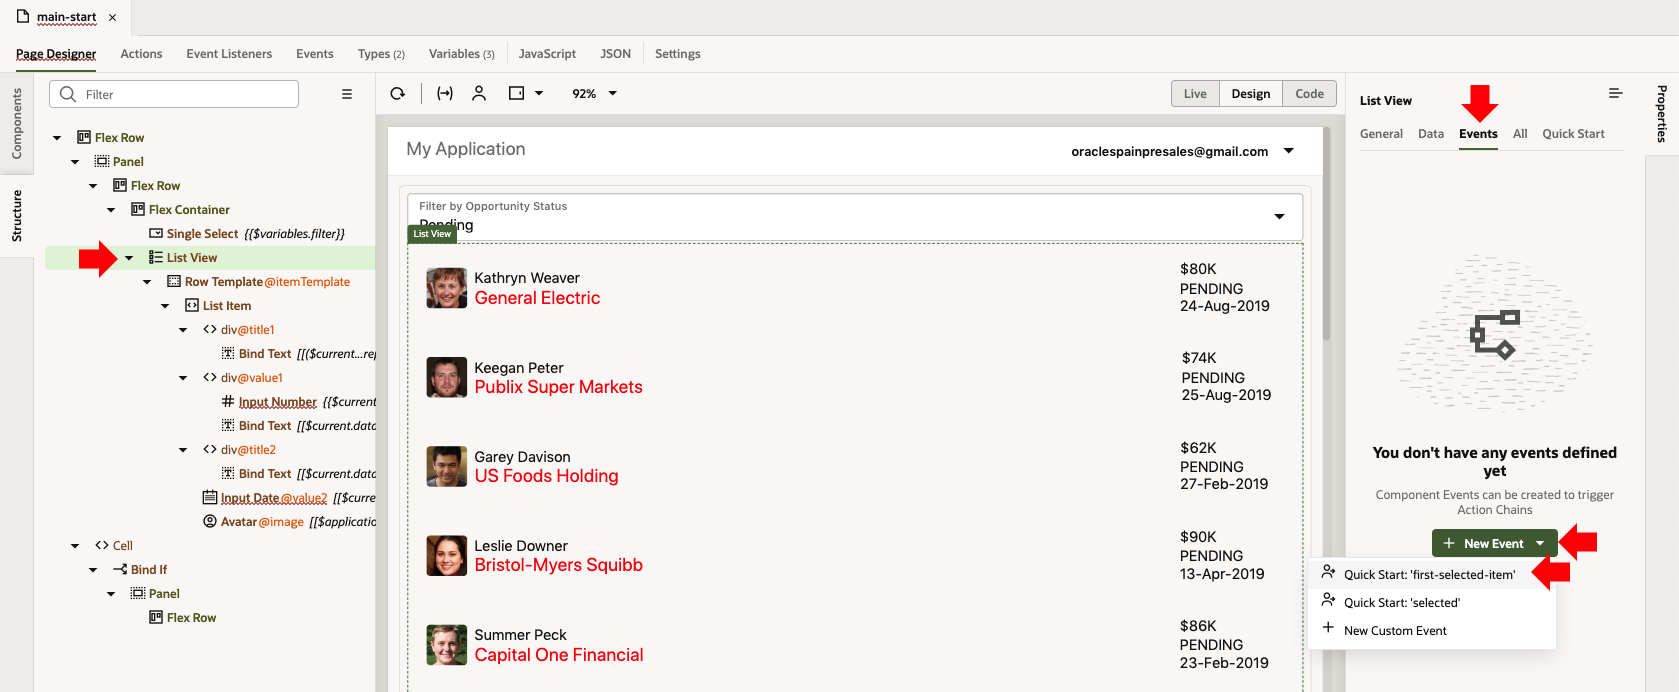 main-start ×
Page Designer Actions Event Listeners Events Types (2) Variables (3) JavaScript JSON Settings
Components
Structure
Filter
Flex Row
Panel
Flex Row
Flex Container
Single Select {{$variables.filter}}
List View
Row Template@itemTemplate
List Item
div@title1
Bind Text [[($current...rep
div@value1
Input Number {{$current
Bind Text [[$current.data
div@title2
Bind Text [[$current.data
Input Date@value2 [[$curre
Avatar@image [[$applicatio
Cell
Bind If
Panel
Flex Row
92%
Live Design Code
My Application
oraclespainpresales@gmail.com
Filter by Opportunity Status
Pending
List View
Kathryn Weaver
General Electric
$80K
PENDING
24-Aug-2019
Keegan Peter
Publix Super Markets
$74K
PENDING
25-Aug-2019
Garey Davison
US Foods Holding
$62K
PENDING
27-Feb-2019
Leslie Downer
Bristol-Myers Squibb
$90K
PENDING
13-Apr-2019
Summer Peck
Capital One Financial
$86K
PENDING
23-Feb-2019
List View
General Data Events All Quick Start
Properties
You don't have any events defined
yet
Component Events can be created to trigger
Action Chains
+ New Event
Quick Start: 'first-selected-item'
Quick Start: 'selected'
+ New Custom Event